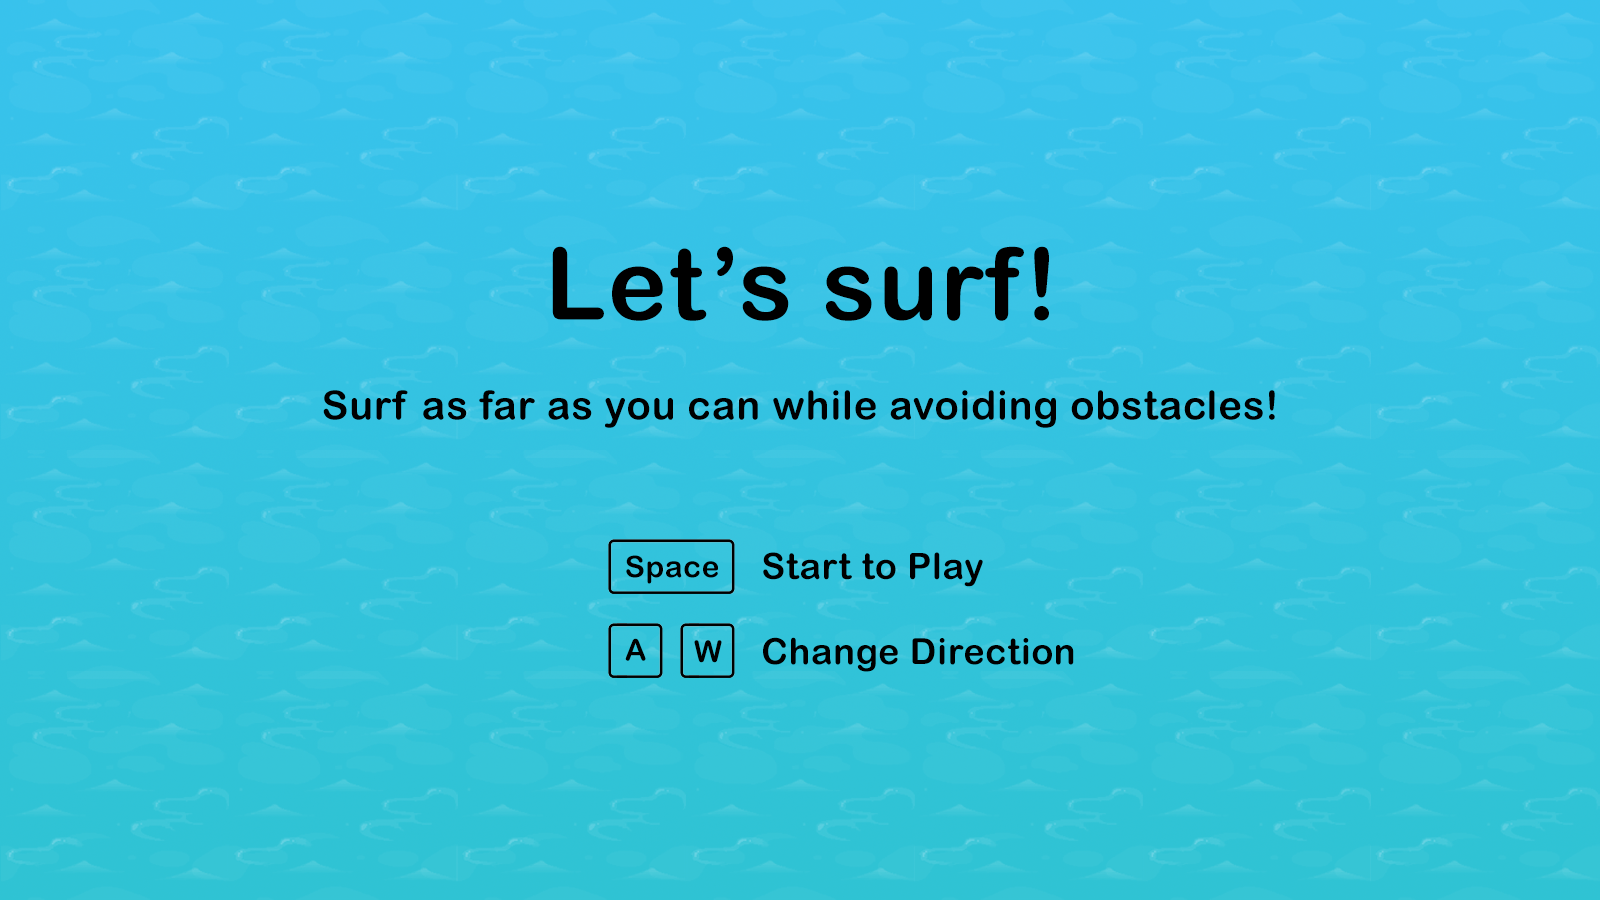 Let’s surf!
Surf as far as you can while avoiding obstacles!
Space Start to Play
A W Change Direction